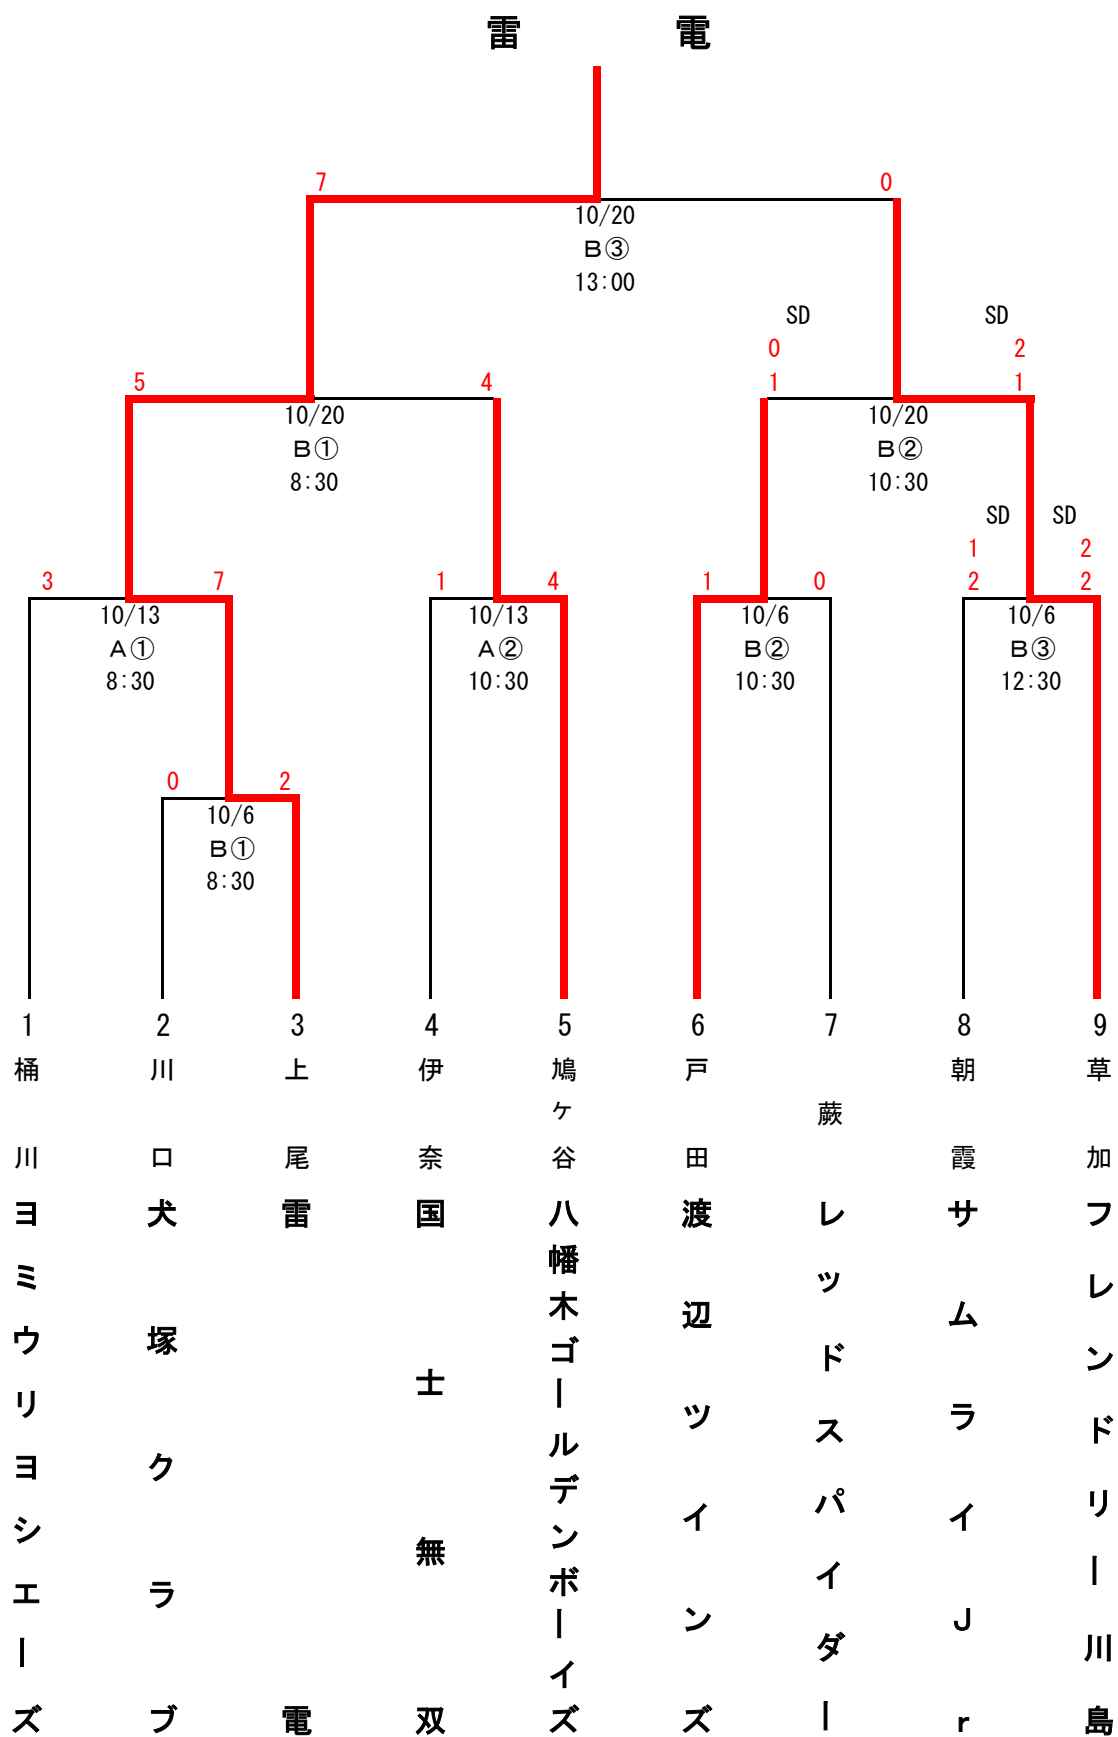 雷　電
7 0
10/20
B③
13:00
SD SD
0 2
5 4 1 1
10/20 10/20
B① B②
8:30 10:30
SD SD
1 2
3 7 1 4 1 0 2 2
10/13 10/13 10/6 10/6
A① A② B② B③
8:30 10:30 10:30 12:30
0 2
10/6
B①
8:30
1 2 3 4 5 6 7 8 9
桶川
ヨミウリヨシエーズ
川口
犬塚クラブ
上尾
雷電
伊奈
国士無双
鳩ケ谷
八幡木ゴールデンボーイズ
戸田
渡辺ツインズ
蕨
レッドスパイダー
朝霞
サムライJr
草加
フレンドリー川島